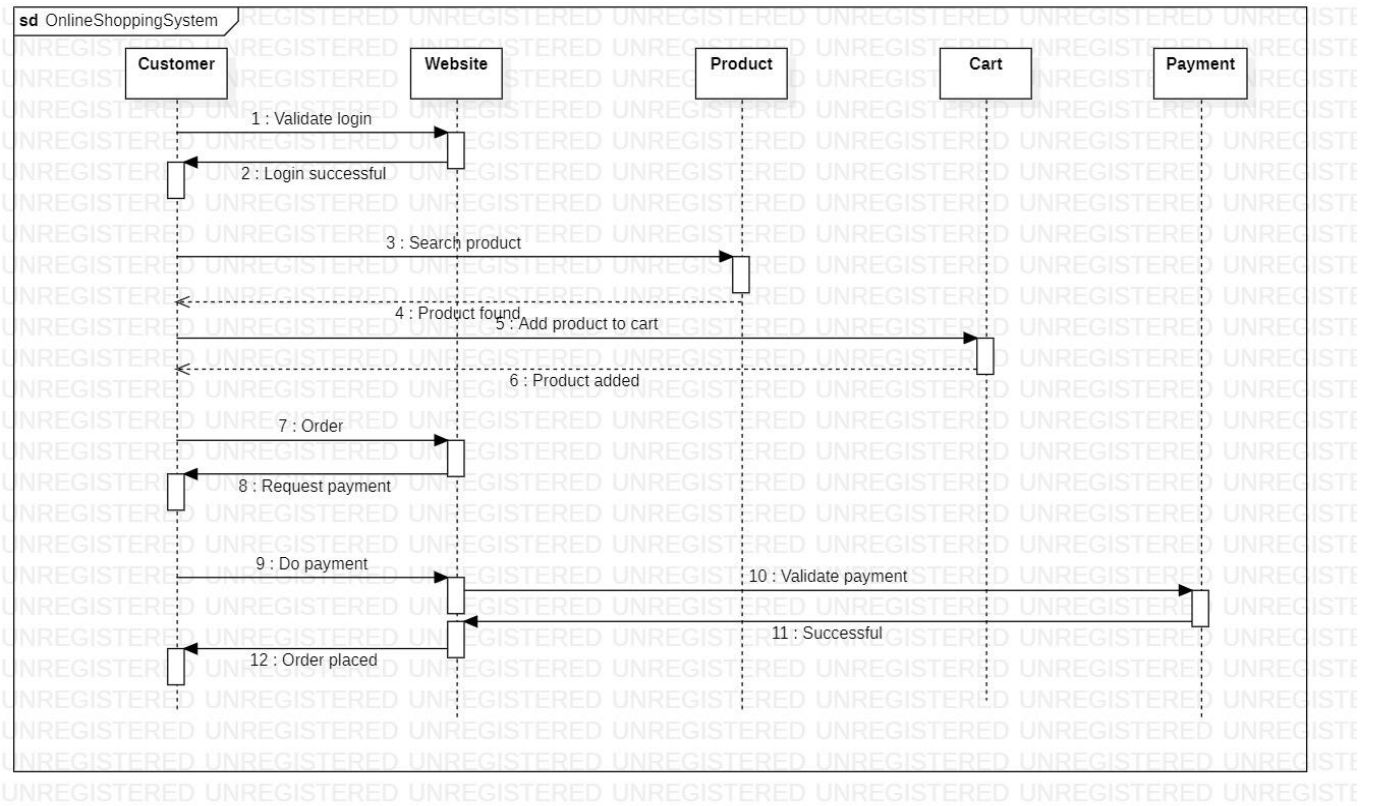 sd OnlineShoppingSystem
Customer
Website
Product
Cart
Payment
1 : Validate login
2 : Login successful
3 : Search product
4 : Product found
5 : Add product to cart
6 : Product added
7 : Order
8 : Request payment
9 : Do payment
10 : Validate payment
11 : Successful
12 : Order placed
UNREGISTERED